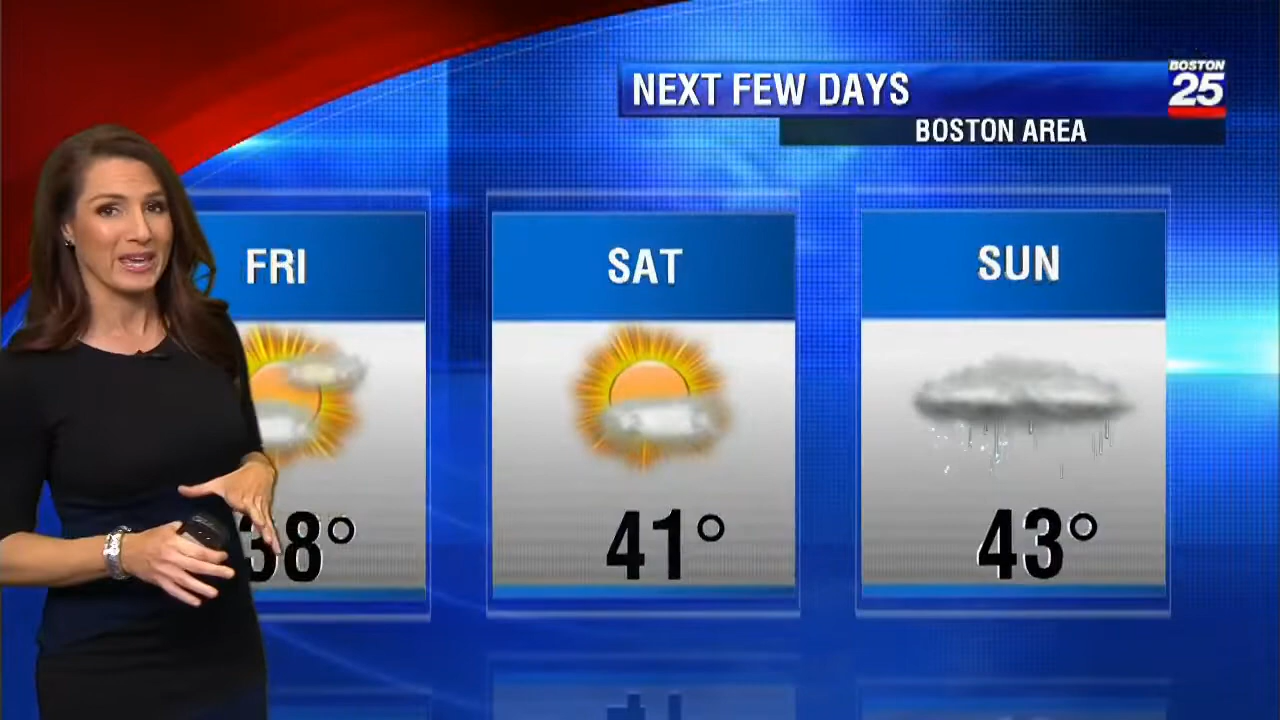 NEXT FEW DAYS
BOSTON
25
BOSTON AREA
FRI
SAT
SUN
38°
41°
43°